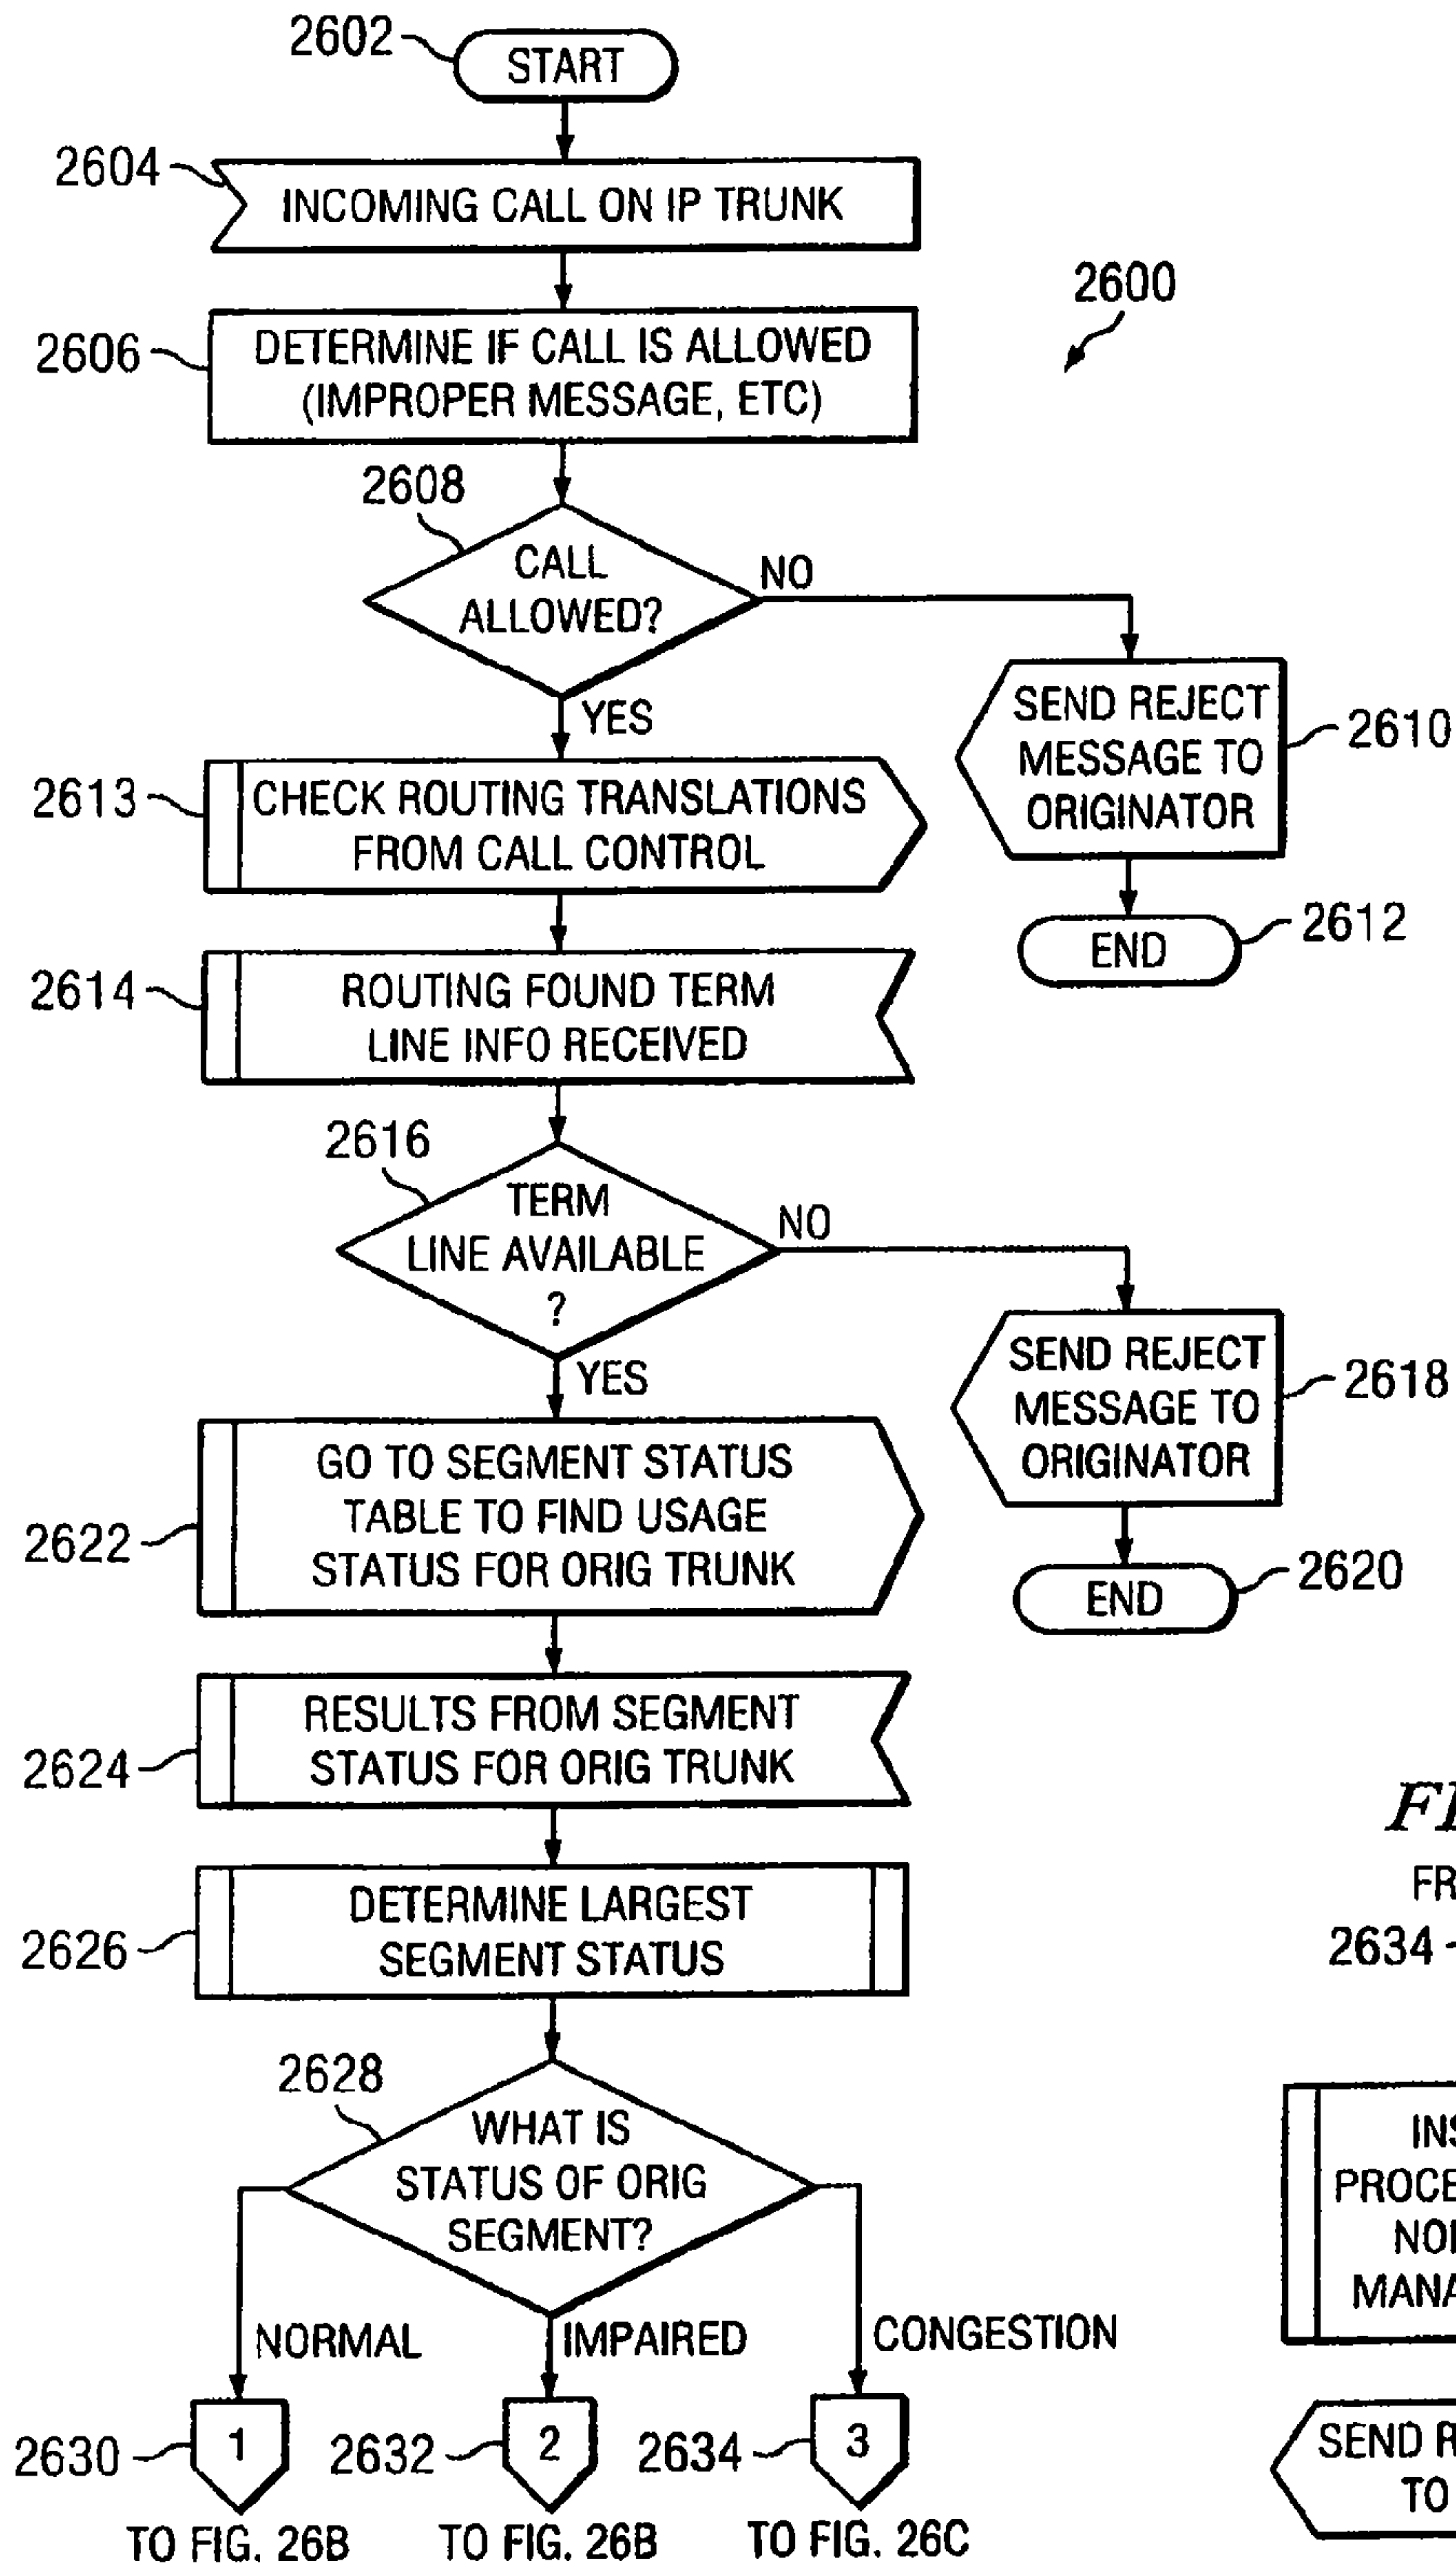 2602
START
2604
INCOMING CALL ON IP TRUNK
2600
2606
DETERMINE IF CALL IS ALLOWED
(IMPROPER MESSAGE, ETC)
2608
CALL
ALLOWED?
NO
YES
SEND REJECT
MESSAGE TO
ORIGINATOR
2610
END
2612
2613
CHECK ROUTING TRANSLATIONS
FROM CALL CONTROL
2614
ROUTING FOUND TERM
LINE INFO RECEIVED
2616
TERM
LINE AVAILABLE
?
NO
YES
SEND REJECT
MESSAGE TO
ORIGINATOR
2618
END
2620
2622
GO TO SEGMENT STATUS
TABLE TO FIND USAGE
STATUS FOR ORIG TRUNK
2624
RESULTS FROM SEGMENT
STATUS FOR ORIG TRUNK
2626
DETERMINE LARGEST
SEGMENT STATUS
2628
WHAT IS
STATUS OF ORIG
SEGMENT?
NORMAL
IMPAIRED
CONGESTION
2630
1
2632
2
2634
3
TO FIG. 26B
TO FIG. 26B
TO FIG. 26C
2634
SEND
TO